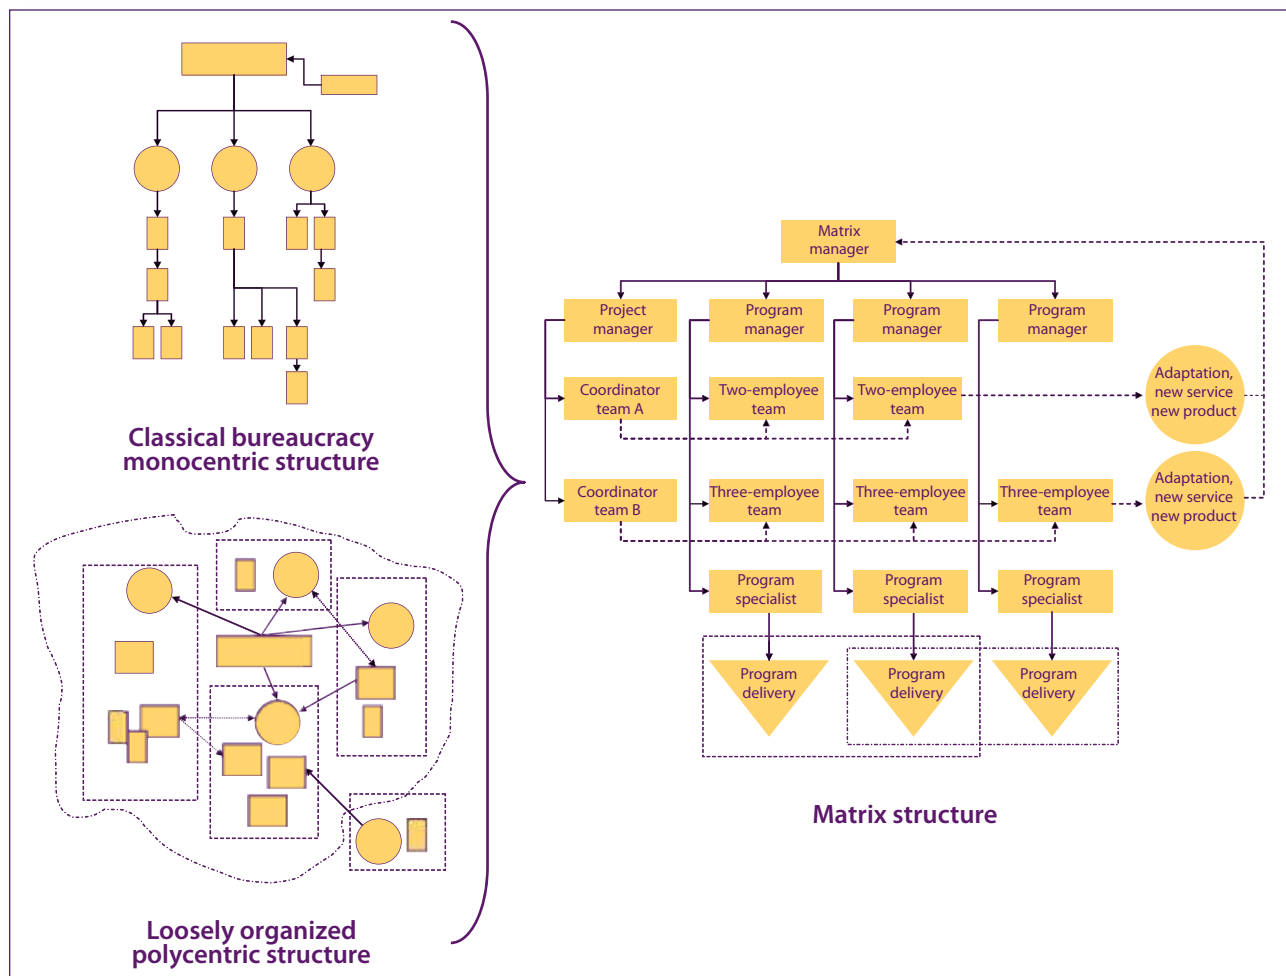 Classical bureaucracy
monocentric structure
Loosely organized
polycentric structure
Matrix
manager
Project
manager
Program
manager
Program
manager
Program
manager
Coordinator
team A
Two-employee
team
Two-employee
team
Adaptation,
new service
new product
Coordinator
team B
Three-employee
team
Three-employee
team
Three-employee
team
Adaptation,
new service
new product
Program
specialist
Program
specialist
Program
specialist
Program
delivery
Program
delivery
Program
delivery
Matrix structure